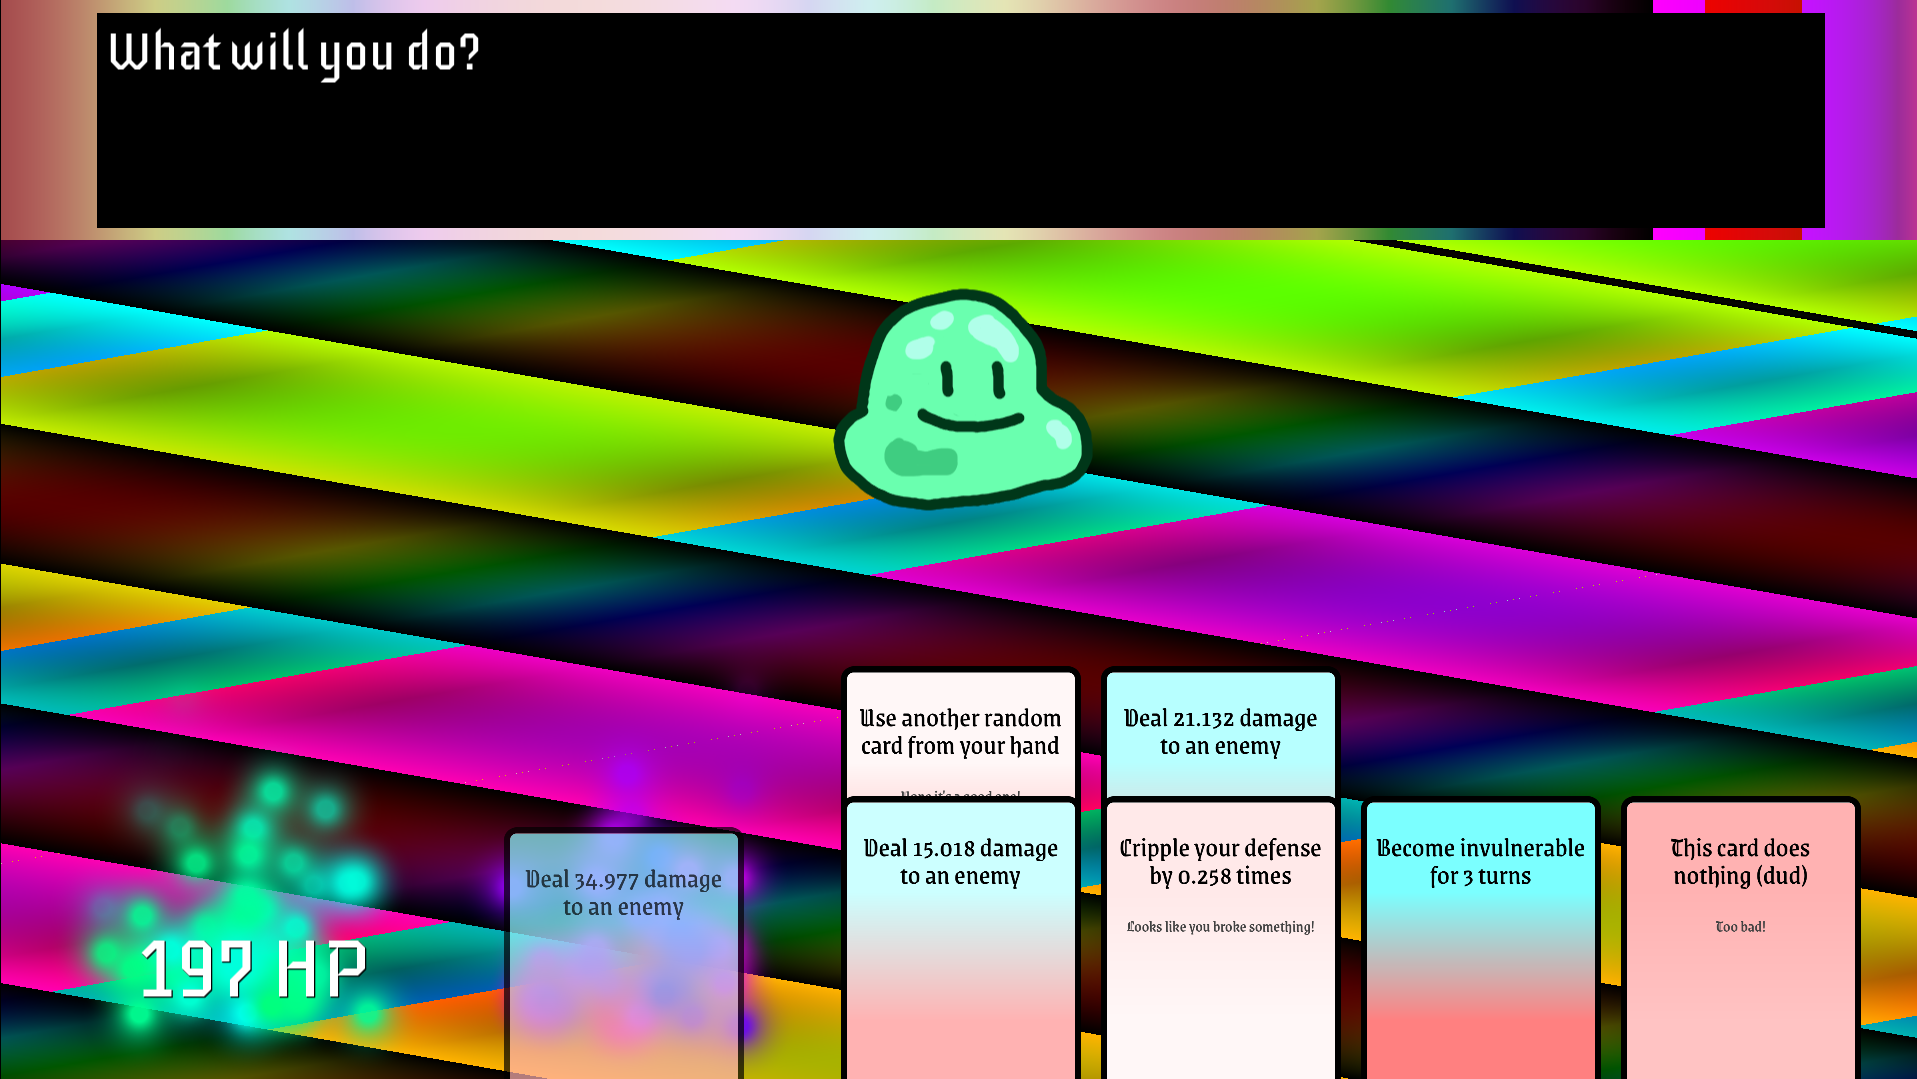 What will you do?
Use another random
card from your hand
Deal 21.132 damage
to an enemy
Deal 15.018 damage
to an enemy
Cripple your defense
by 0.258 times
Looks like you broke something!
Become invulnerable
for 3 turns
This card does
nothing (dud)
Too bad!
Deal 34.977 damage
to an enemy
197 HP